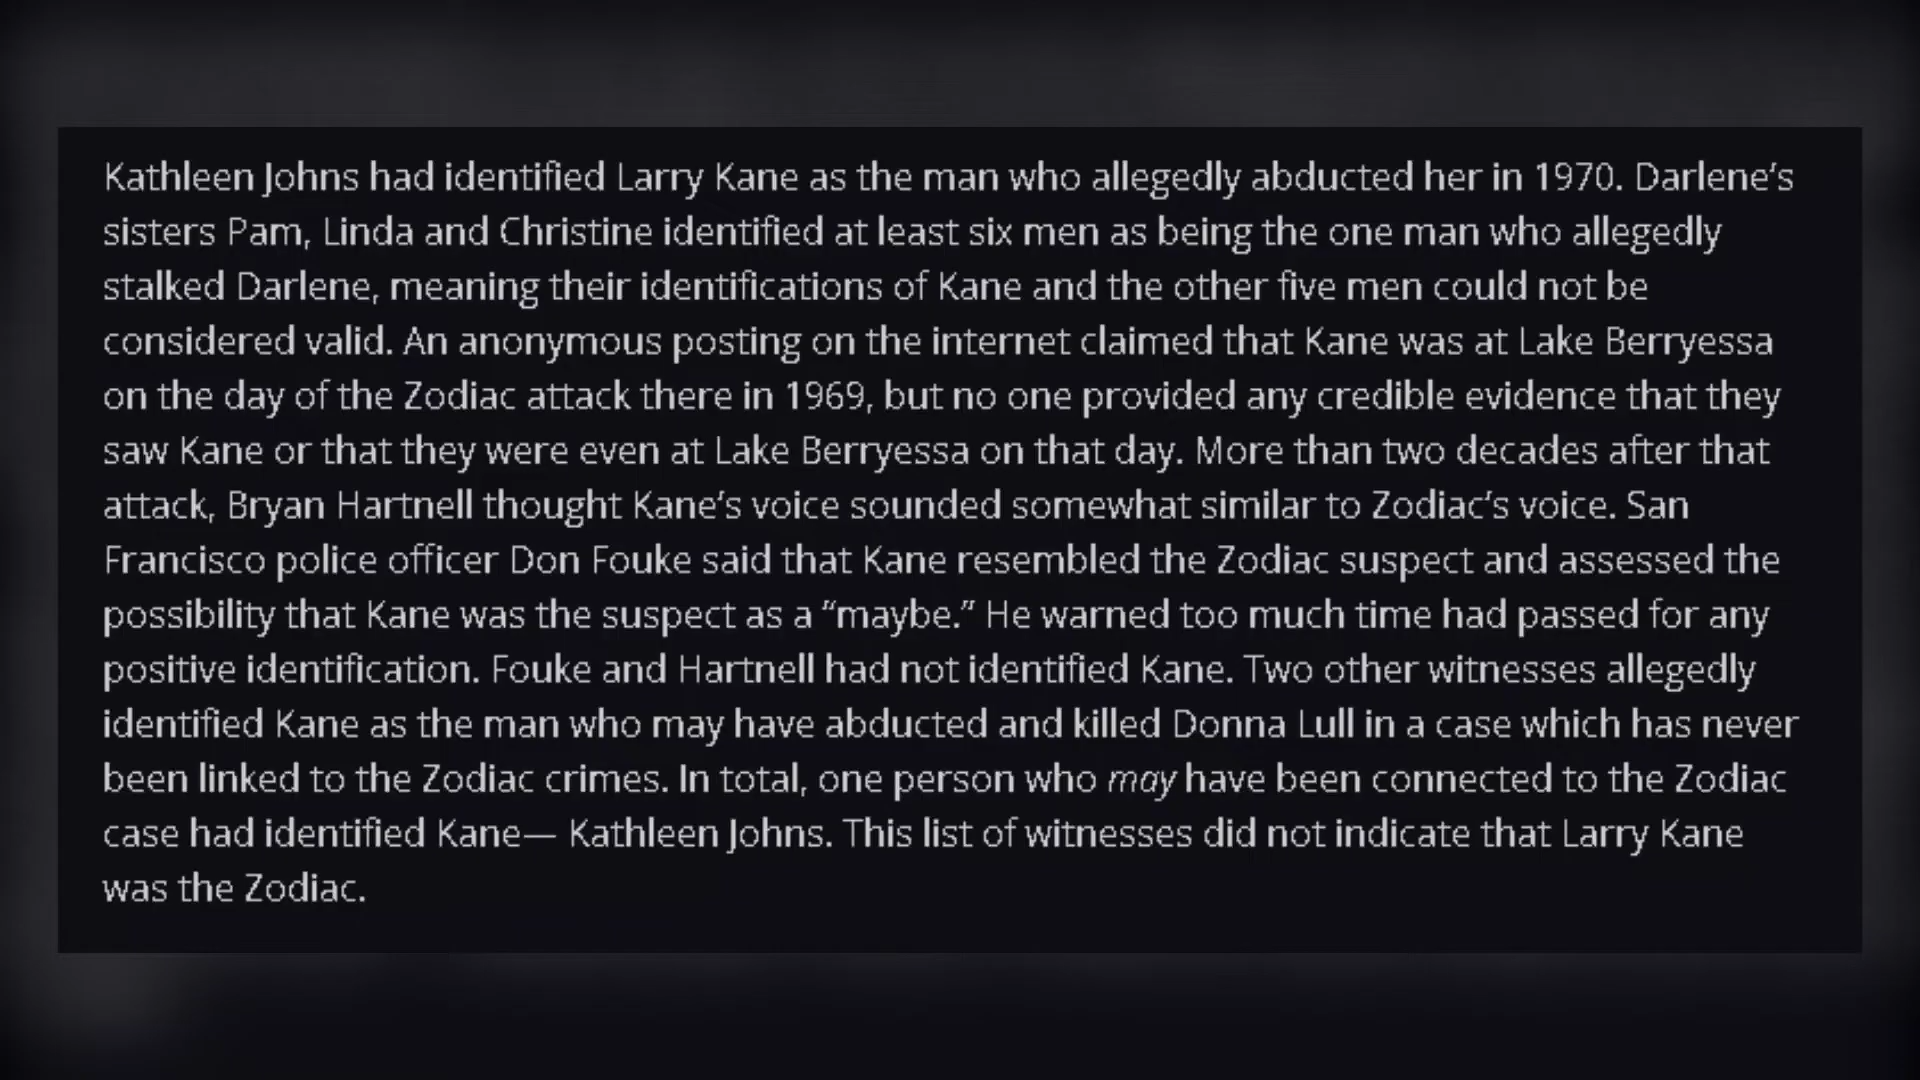 Kathleen Johns had identified Larry Kane as the man who allegedly abducted her in 1970. Darlene’s
sisters Pam, Linda and Christine identified at least six men as being the one man who allegedly
stalked Darlene, meaning their identifications of Kane and the other five men could not be
considered valid. An anonymous posting on the internet claimed that Kane was at Lake Berryessa
on the day of the Zodiac attack there in 1969, but no one provided any credible evidence that they
saw Kane or that they were even at Lake Berryessa on that day. More than two decades after that
attack, Bryan Hartnell thought Kane’s voice sounded somewhat similar to Zodiac’s voice. San
Francisco police officer Don Fouke said that Kane resembled the Zodiac suspect and assessed the
possibility that Kane was the suspect as a “maybe.” He warned too much time had passed for any
positive identification. Fouke and Hartnell had not identified Kane. Two other witnesses allegedly
identified Kane as the man who may have abducted and killed Donna Lull in a case which has never
been linked to the Zodiac crimes. In total, one person who may have been connected to the Zodiac
case had identified Kane— Kathleen Johns. This list of witnesses did not indicate that Larry Kane
was the Zodiac.